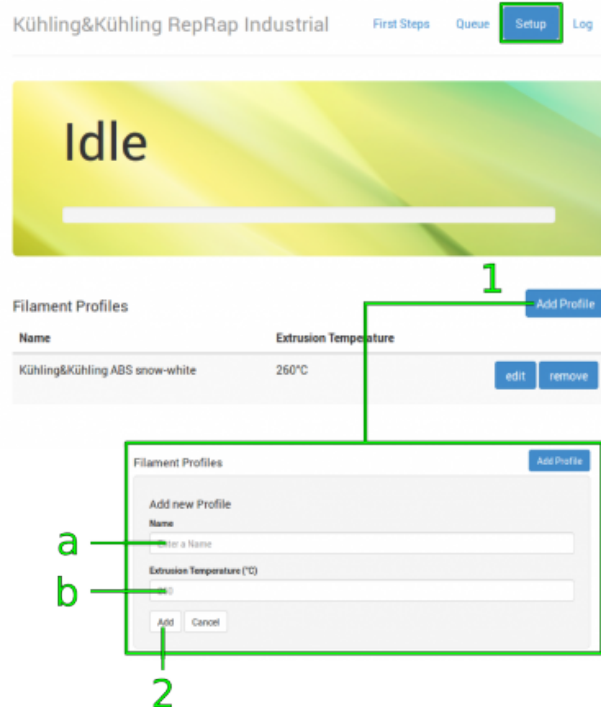 Kühling&Kühling RepRap Industrial First Steps Queue Setup Log
Idle
1
Filament Profiles Add Profile
Name Extrusion Temperature
Kühling&Kühling ABS snow-white 260°C edit remove
Filament Profiles Add Profile
Add new Profile
Name
a Enter a Name
Extrusion Temperature (°C)
b
Add Cancel
2